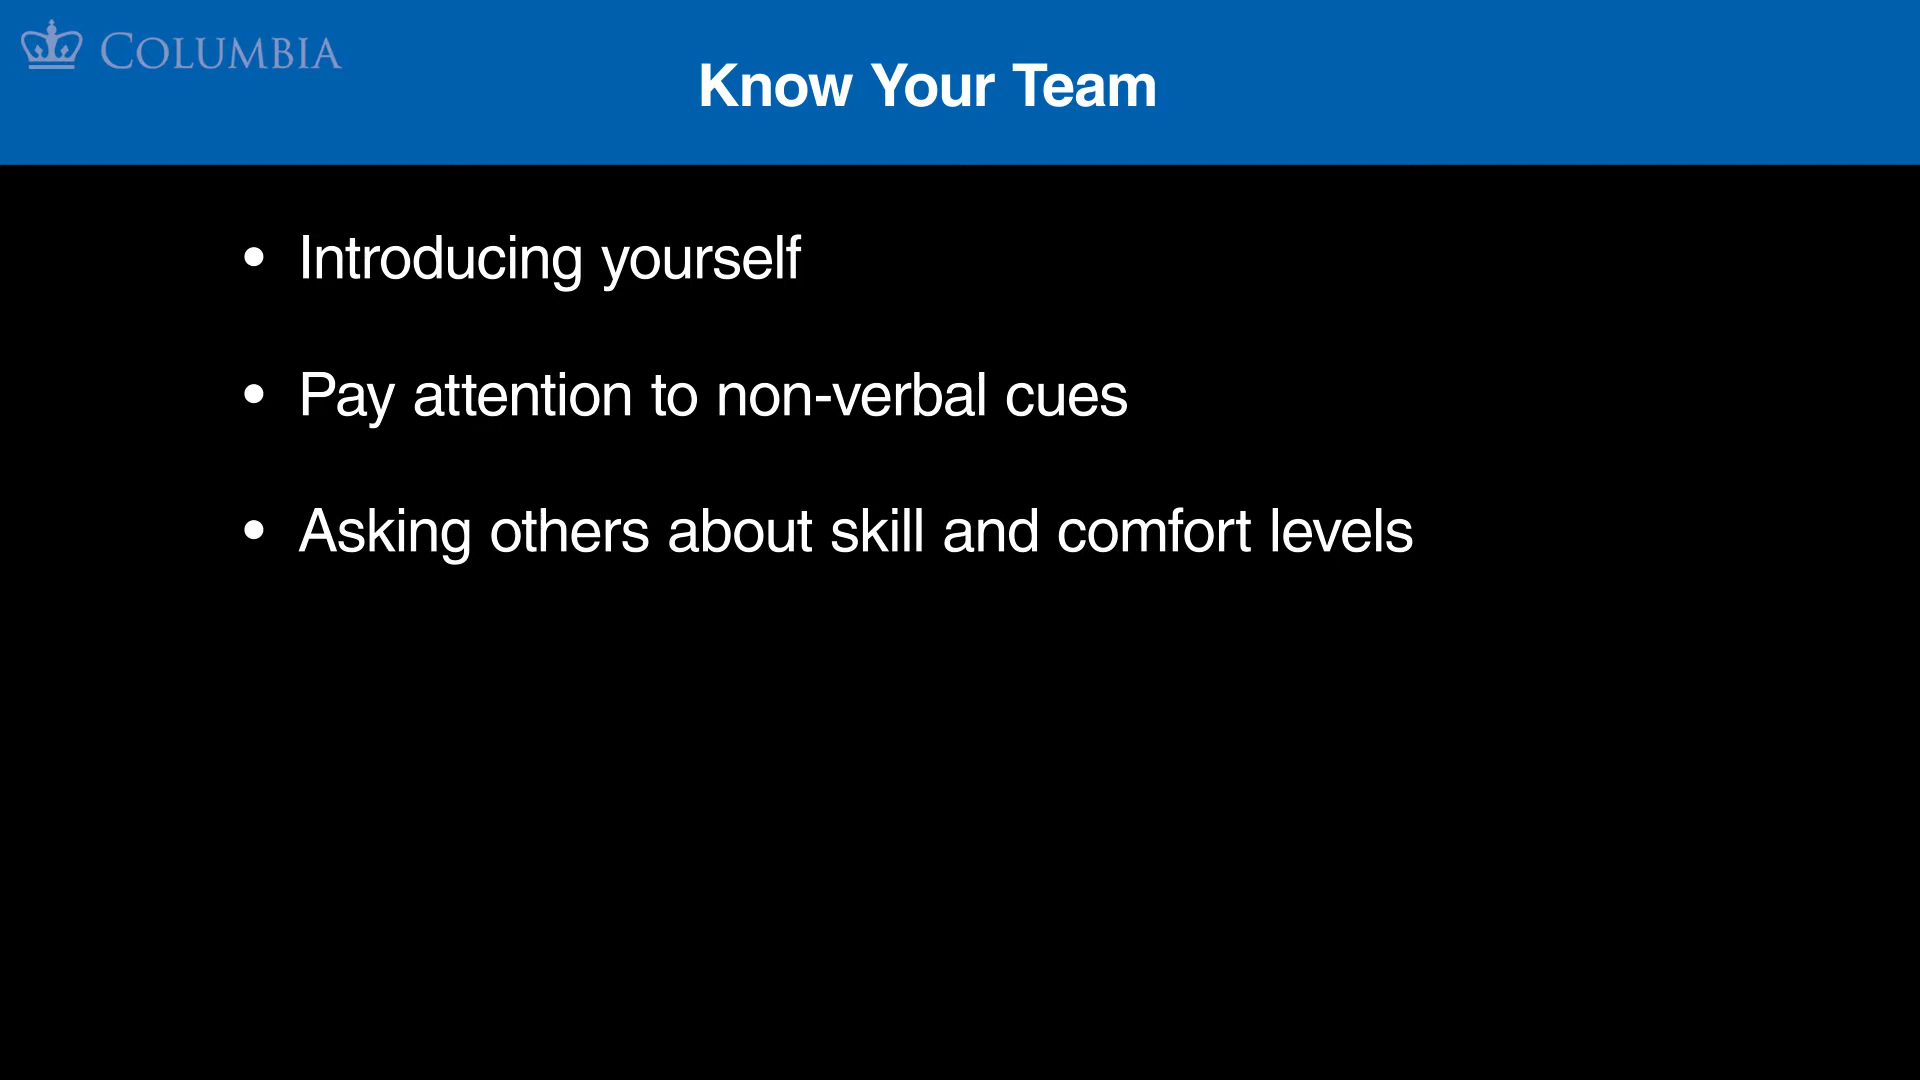 COLUMBIA
Know Your Team
• Introducing yourself
• Pay attention to non-verbal cues
• Asking others about skill and comfort levels